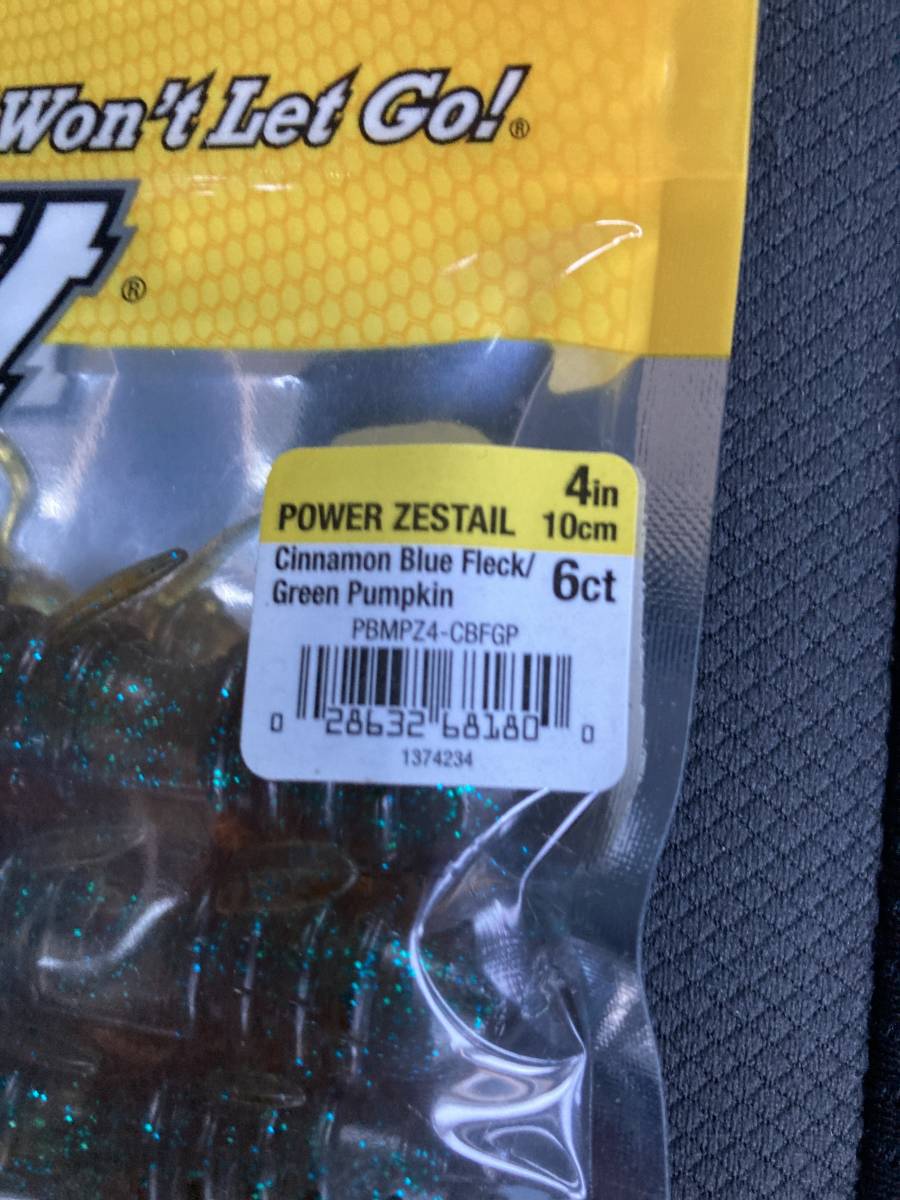 Won't Let Go!®
®
4in
POWER ZESTAIL 10cm
Cinnamon Blue Fleck/
Green Pumpkin 6ct
PBMPZ4-CBFGP
0 28632 68180 0
1374234